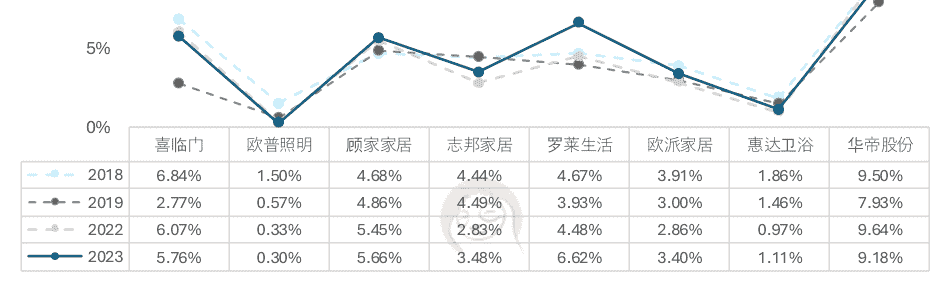 5%
0%
喜临门 欧普照明 顾家家居 志邦家居 罗莱生活 欧派家居 惠达卫浴 华帝股份
2018 6.84% 1.50% 4.68% 4.44% 4.67% 3.91% 1.86% 9.50%
2019 2.77% 0.57% 4.86% 4.49% 3.93% 3.00% 1.46% 7.93%
2022 6.07% 0.33% 5.45% 2.83% 4.48% 2.86% 0.97% 9.64%
2023 5.76% 0.30% 5.66% 3.48% 6.62% 3.40% 1.11% 9.18%